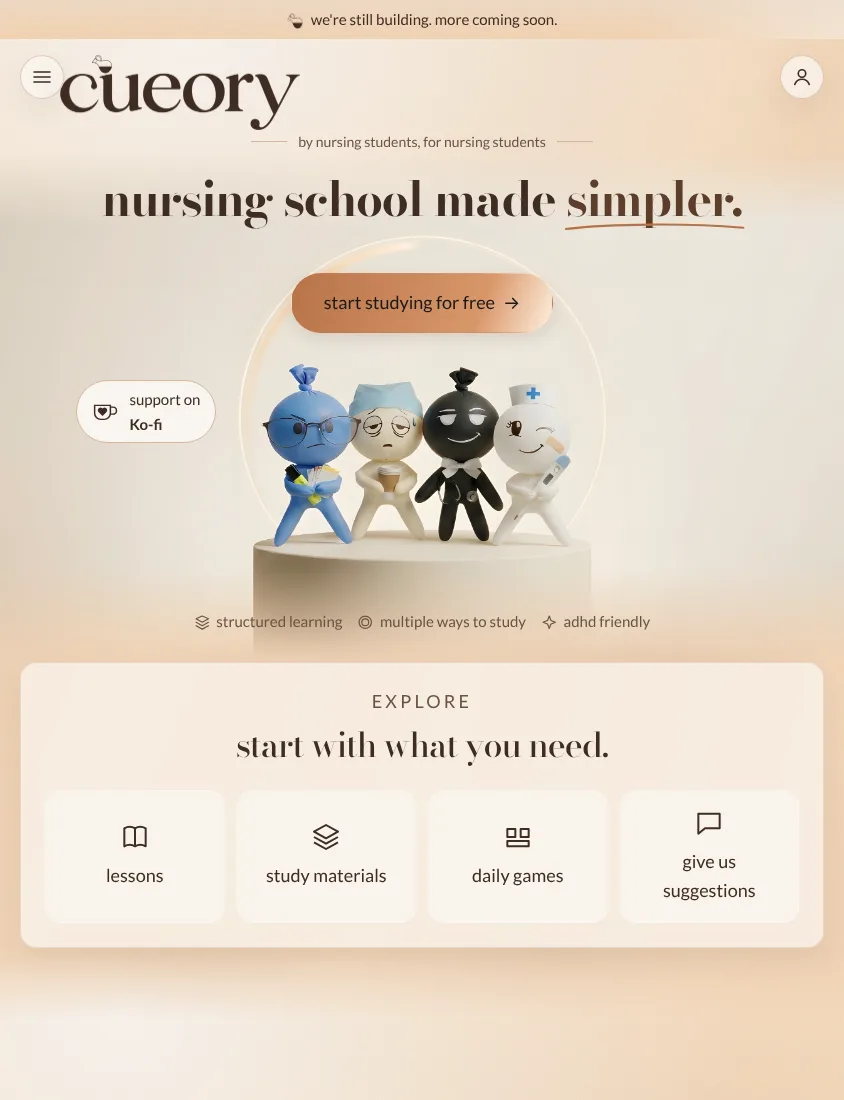 we're still building. more coming soon.
cueory
by nursing students, for nursing students
nursing school made simpler.
start studying for free →
support on
Ko-fi
structured learning multiple ways to study adhd friendly
EXPLORE
start with what you need.
lessons
study materials
daily games
give us
suggestions